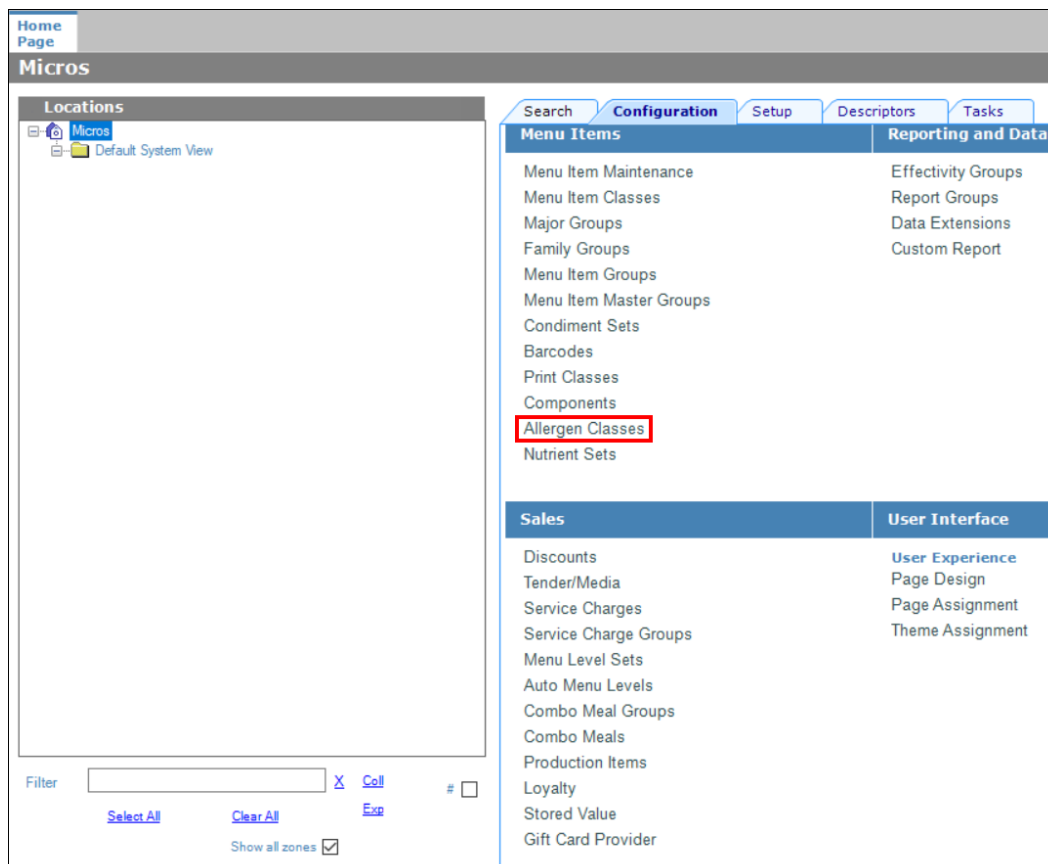 Home
Page
Micros
Locations
Micros
Default System View
Filter
X
Coll
Exp
#
Select All
Clear All
Show all zones
Search
Configuration
Setup
Descriptors
Tasks
Menu Items
Menu Item Maintenance
Menu Item Classes
Major Groups
Family Groups
Menu Item Groups
Menu Item Master Groups
Condiment Sets
Barcodes
Print Classes
Components
Allergen Classes
Nutrient Sets
Reporting and Data
Effectivity Groups
Report Groups
Data Extensions
Custom Report
Sales
Discounts
Tender/Media
Service Charges
Service Charge Groups
Menu Level Sets
Auto Menu Levels
Combo Meal Groups
Combo Meals
Production Items
Loyalty
Stored Value
Gift Card Provider
User Interface
User Experience
Page Design
Page Assignment
Theme Assignment